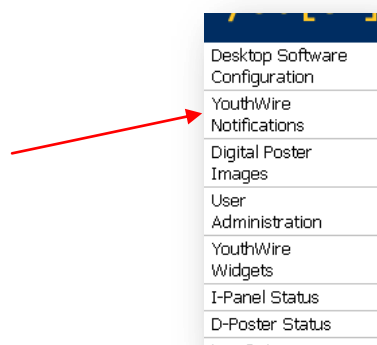 Desktop Software
Configuration
YouthWire
Notifications
Digital Poster
Images
User
Administration
YouthWire
Widgets
I-Panel Status
D-Poster Status